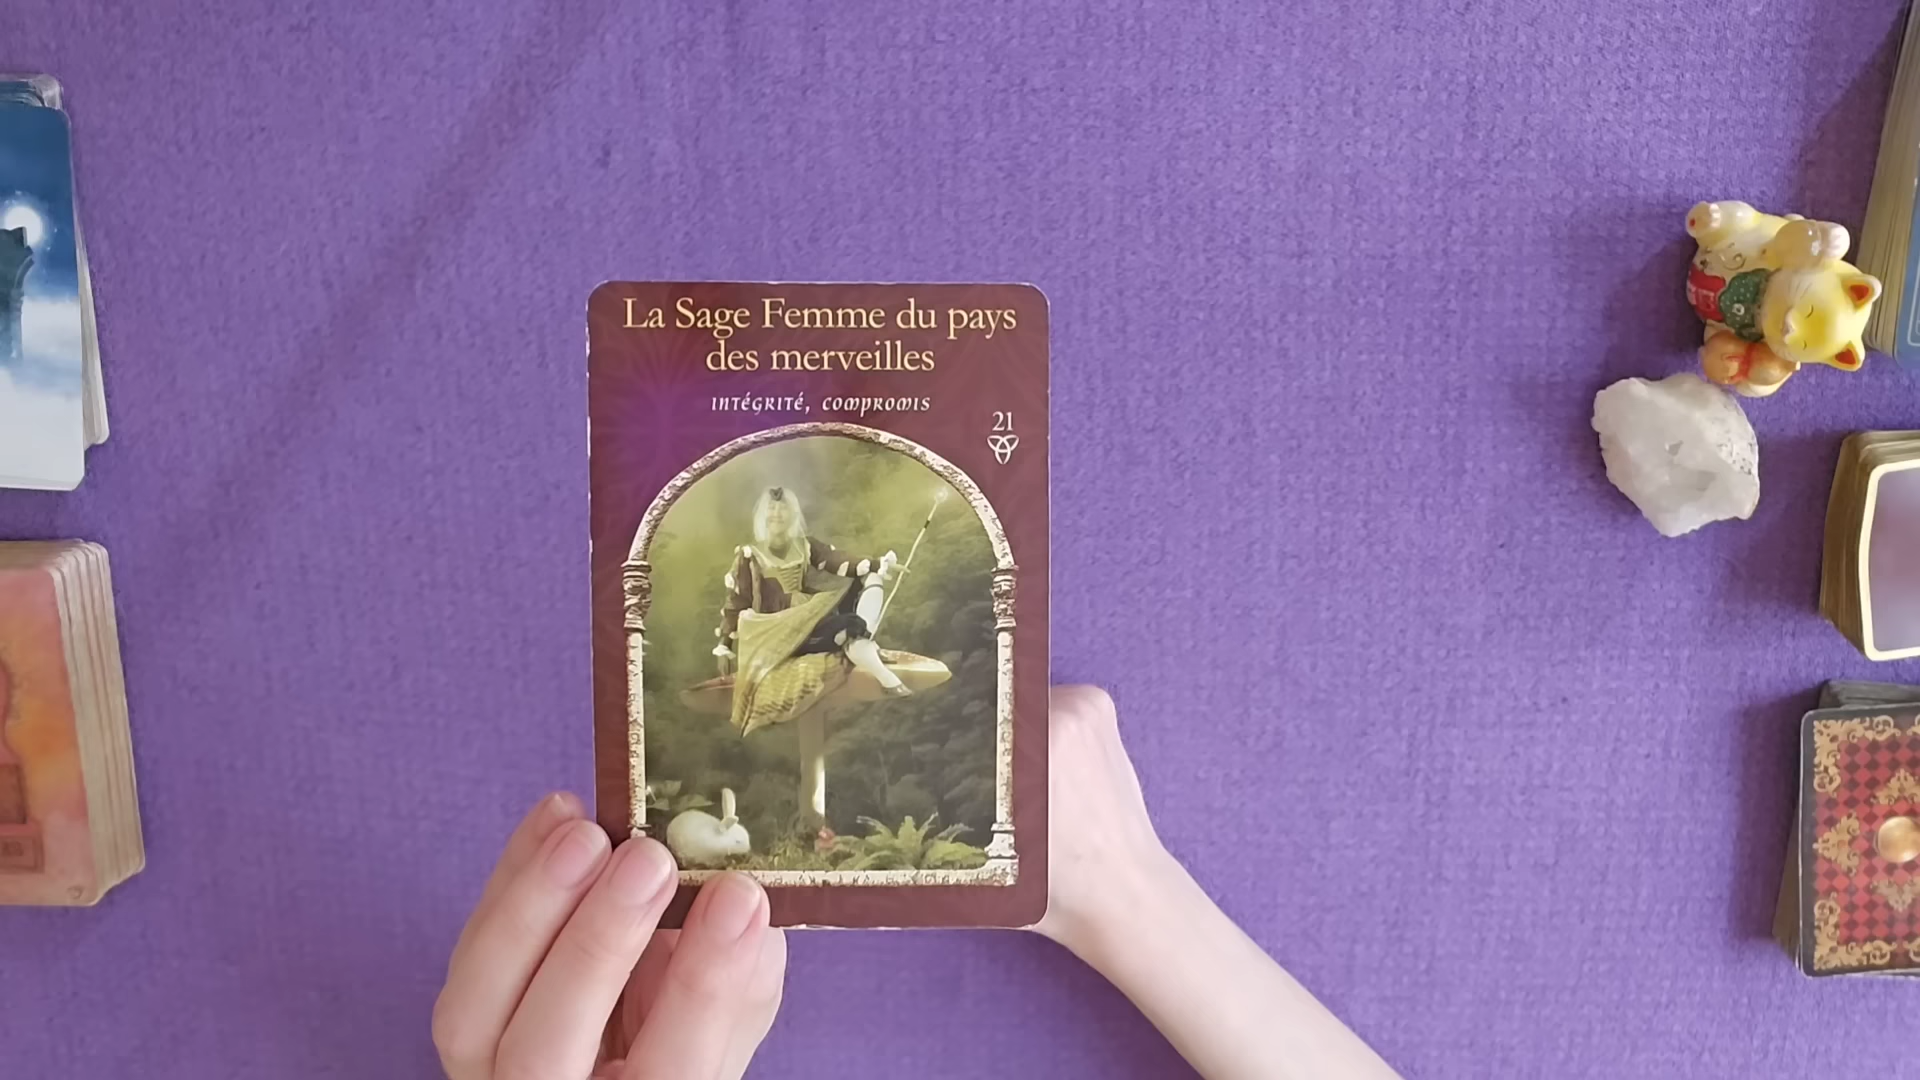 La Sage Femme du pays
des merveilles
intégrité, compromis
21